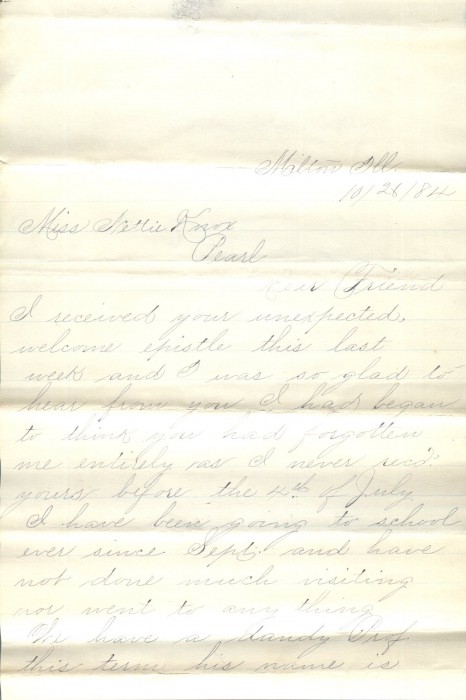 Milton Ill.
10/28/84
Miss Nettie Knox
Pearl
Dear Friend
I received your unexpected,
welcome epistle this last
week and I was so glad to
hear from you I had began
to think you had forgotten
me entirely as I never rec'd
yours before the 4th of July
I have been going to school
ever since Sept. and have
not done much visiting
nor went to any thing
We have a dandy Prof
this term his name is